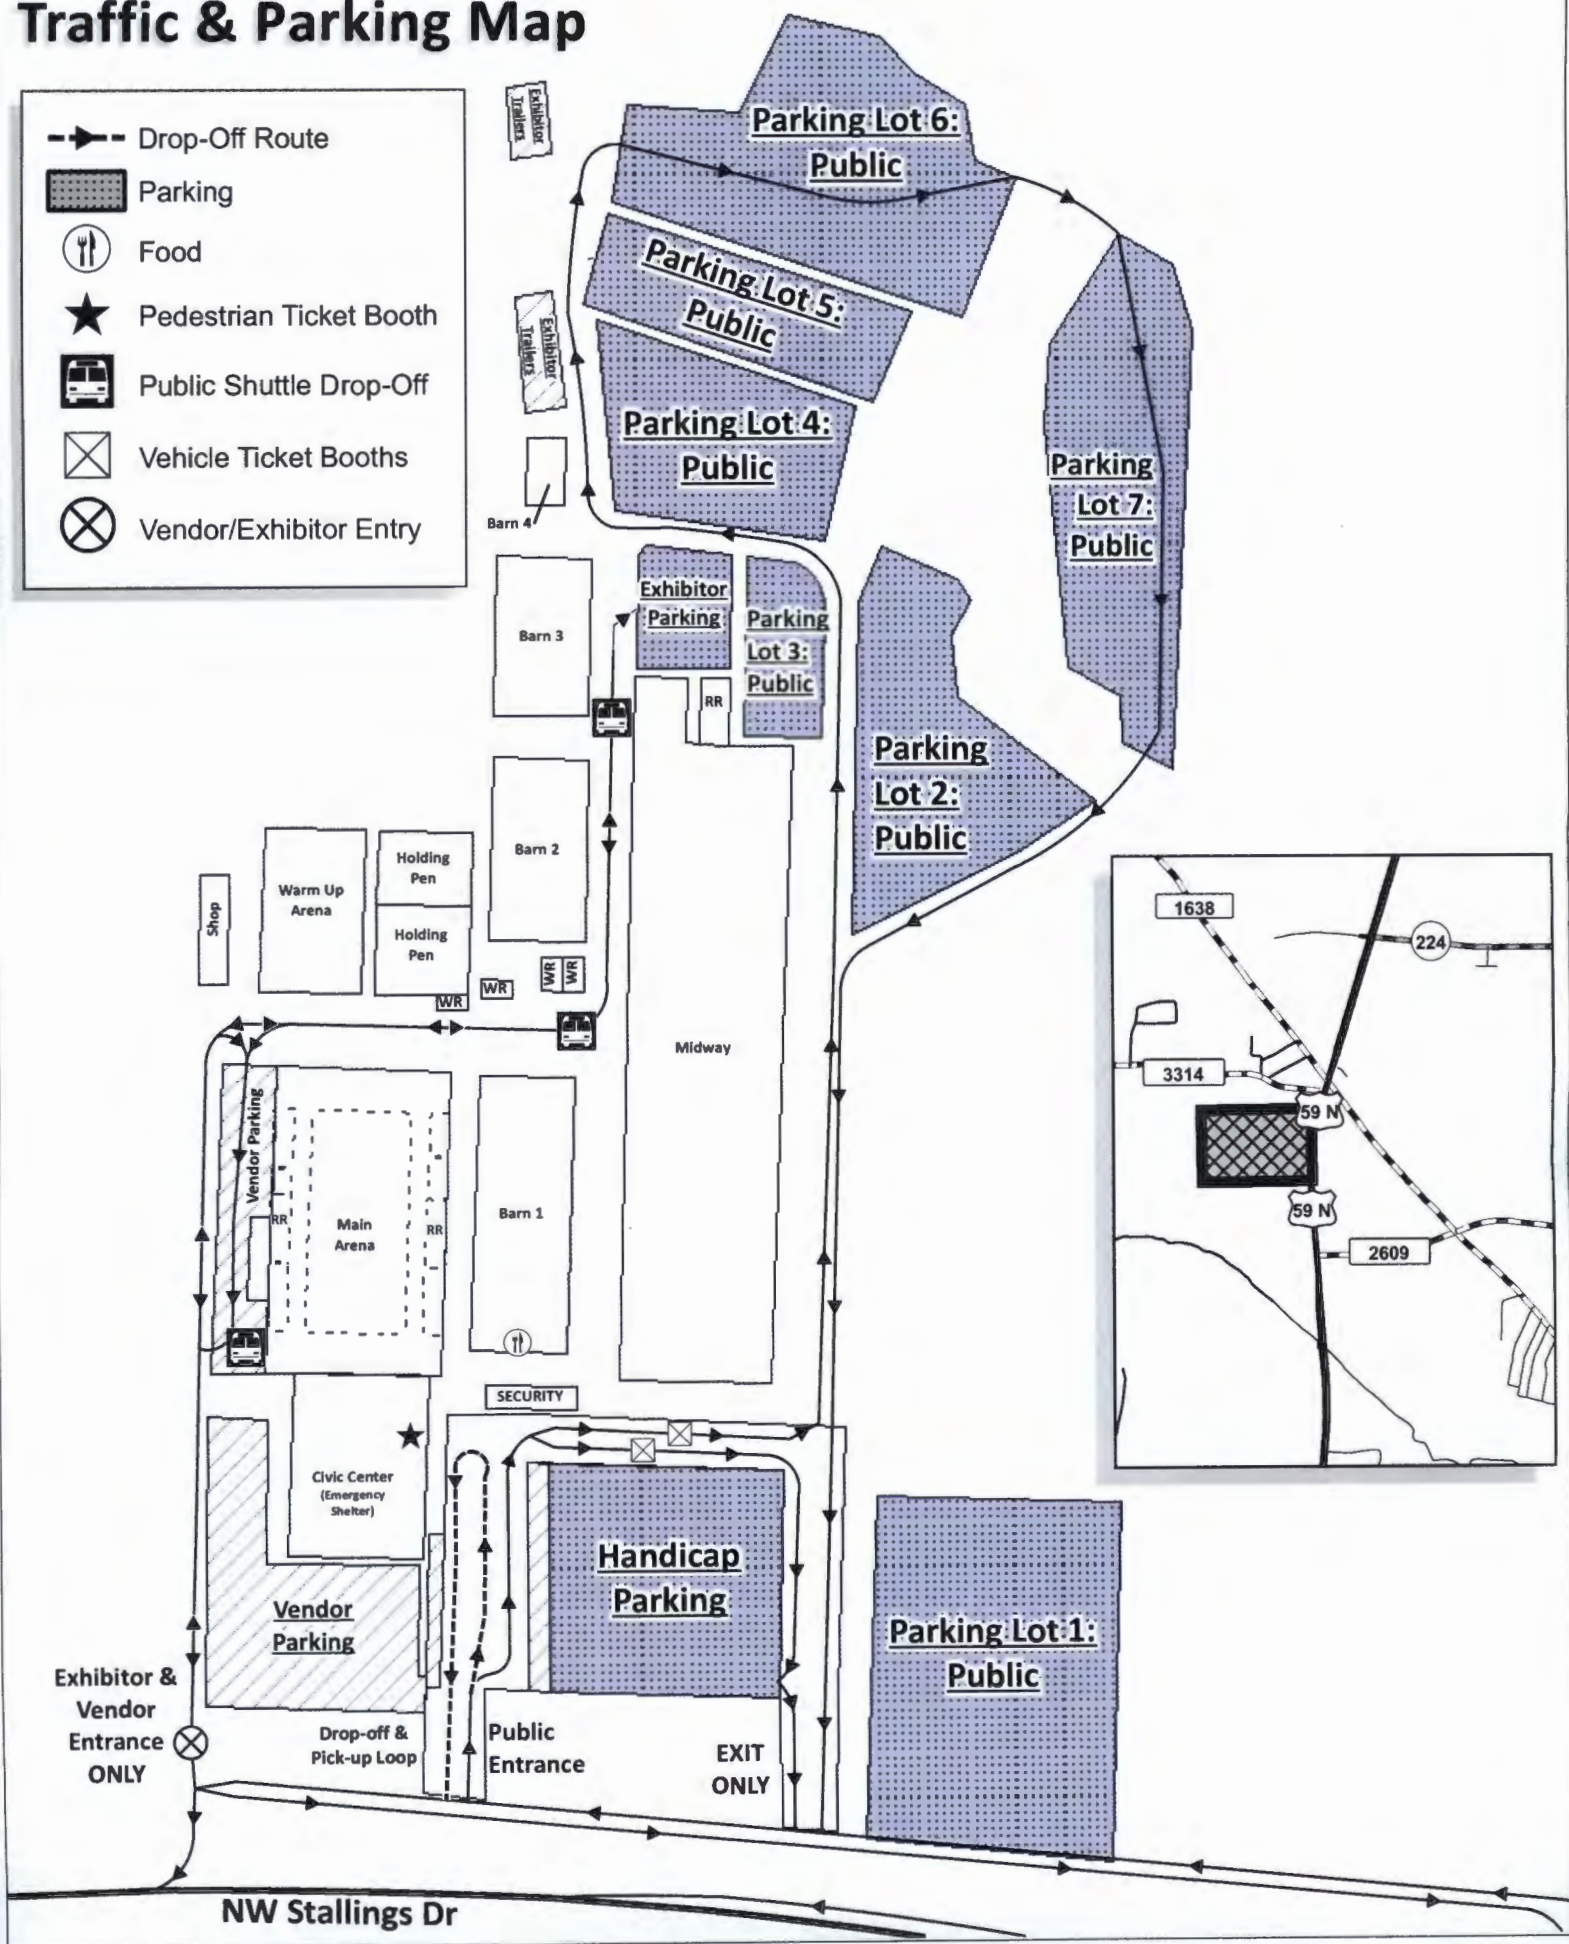 Traffic & Parking Map
Drop-Off Route
Parking
Food
Pedestrian Ticket Booth
Public Shuttle Drop-Off
Vehicle Ticket Booths
Vendor/Exhibitor Entry
Exhibitor
Trailers
Parking Lot 6:
Public
Parking Lot 5:
Public
Exhibitor
Trailers
Parking Lot 4:
Public
Parking
Lot 7:
Public
Barn 4
Exhibitor
Parking
Parking
Lot 3:
Public
Barn 3
RR
Parking
Lot 2:
Public
Barn 2
Holding
Pen
Warm Up
Arena
Shop
Holding
Pen
WR
WR
WR
WR
Midway
1638
224
3314
59 N
59 N
2609
Vendor Parking
RR
Main
Arena
RR
Barn 1
SECURITY
Civic Center
(Emergency
Shelter)
Handicap
Parking
Vendor
Parking
Parking Lot 1:
Public
Exhibitor &
Vendor
Entrance
ONLY
Drop-off &
Pick-up Loop
Public
Entrance
EXIT
ONLY
NW Stallings Dr